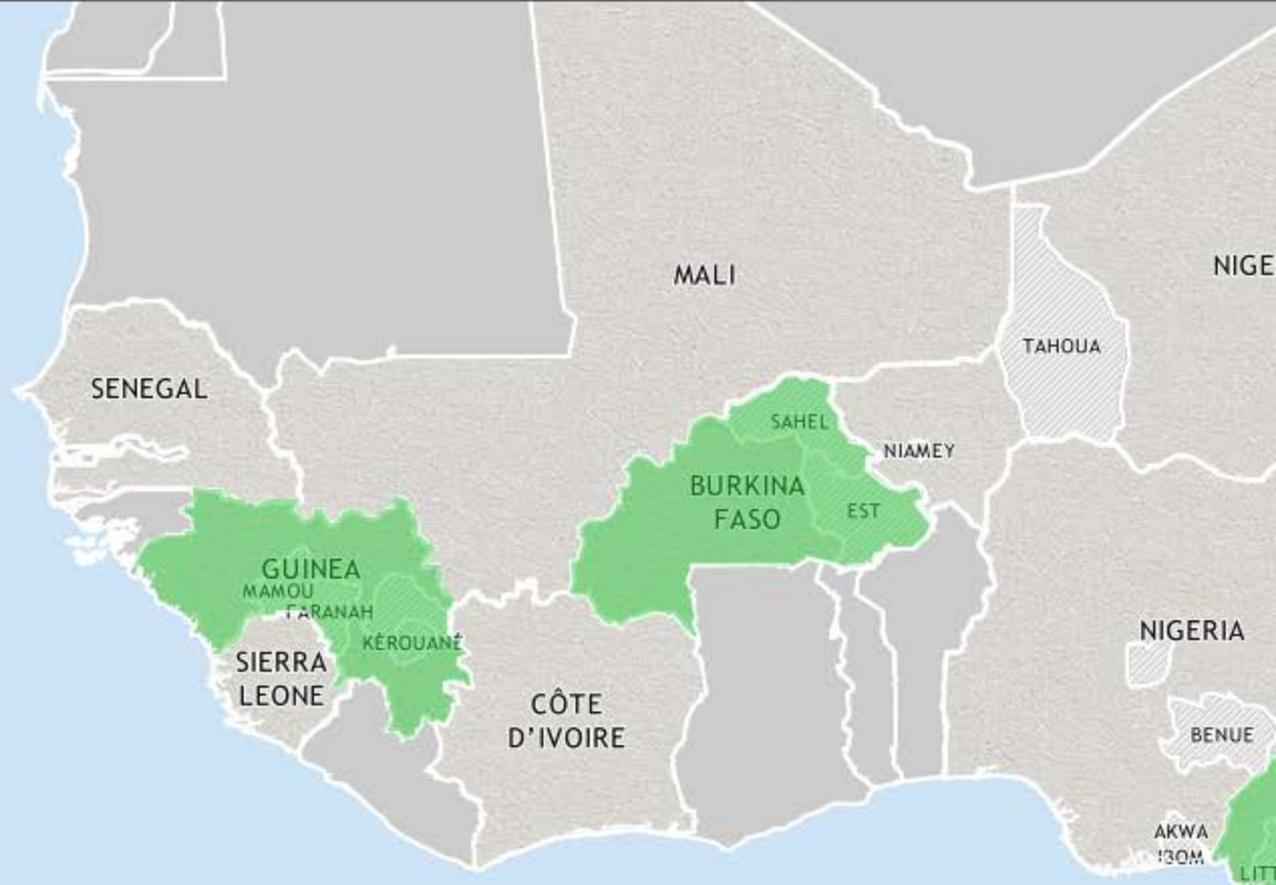 MALI
NIGE
TAHOUA
SENEGAL
SAHEL
NIAMEY
BURKINA
FASO
EST
GUINEA
MAMOU
FARANAH
KÉROUANÉ
SIERRA
LEONE
NIGERIA
CÔTE
D'IVOIRE
BENUE
AKWA
IBOM
LITT